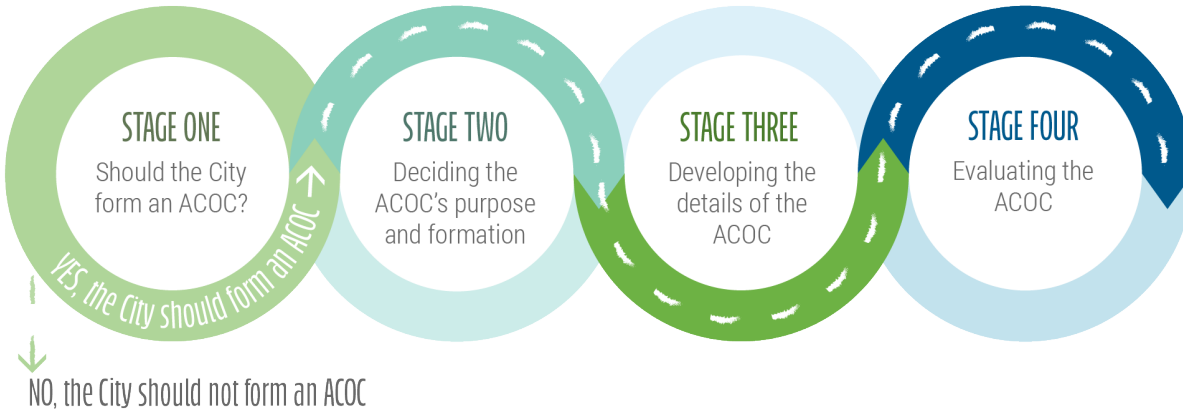 STAGE ONE
Should the City
form an ACOC?
YES, the City should form an ACOC
NO, the City should not form an ACOC
STAGE TWO
Deciding the
ACOC's purpose
and formation
STAGE THREE
Developing the
details of the
ACOC
STAGE FOUR
Evaluating the
ACOC